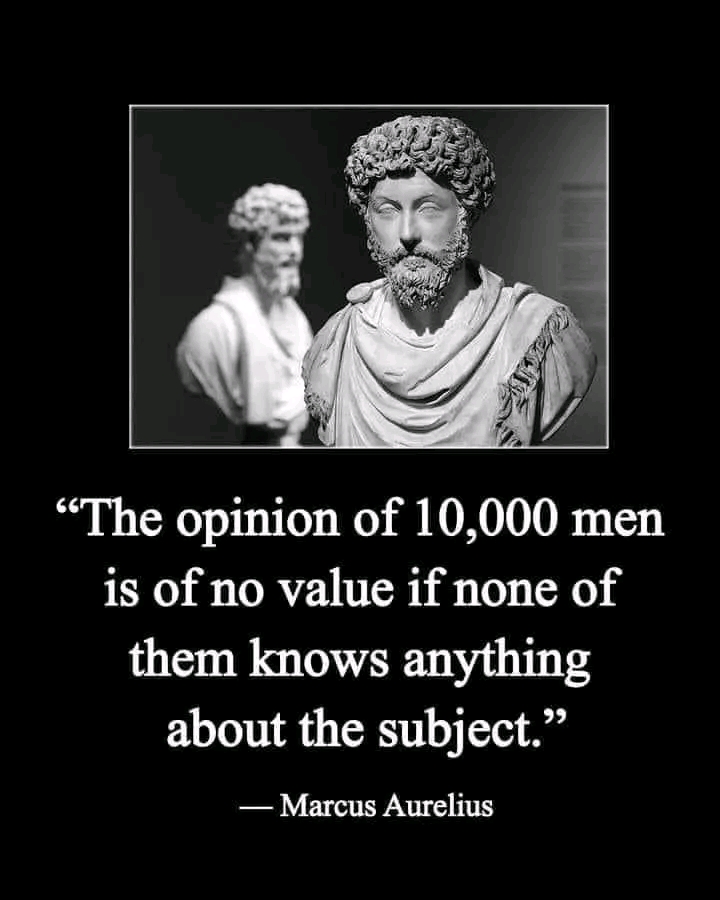 “The opinion of 10,000 men
is of no value if none of
them knows anything
about the subject.”
— Marcus Aurelius